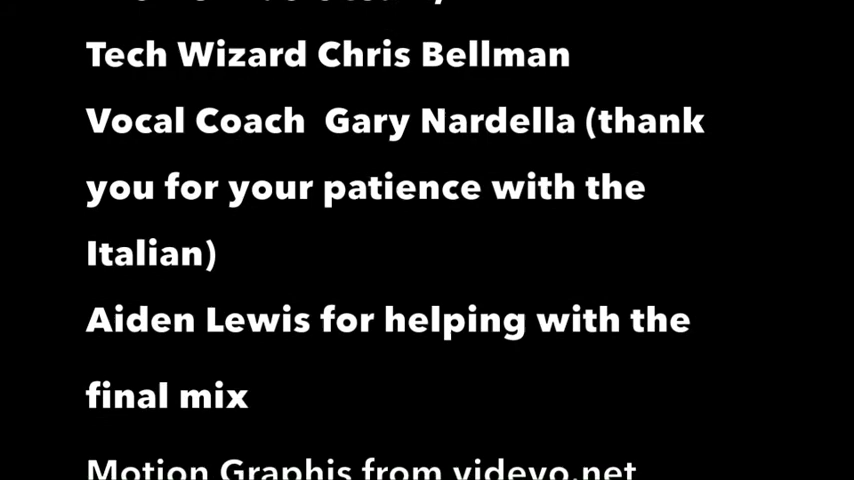 Tech Wizard Chris Bellman
Vocal Coach  Gary Nardella (thank
you for your patience with the
Italian)
Aiden Lewis for helping with the
final mix
Motion Graphis from videvo.net